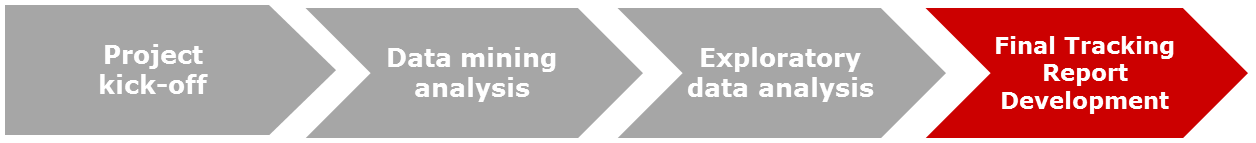 Project
kick-off
Data mining
analysis
Exploratory
data analysis
Final Tracking
Report
Development